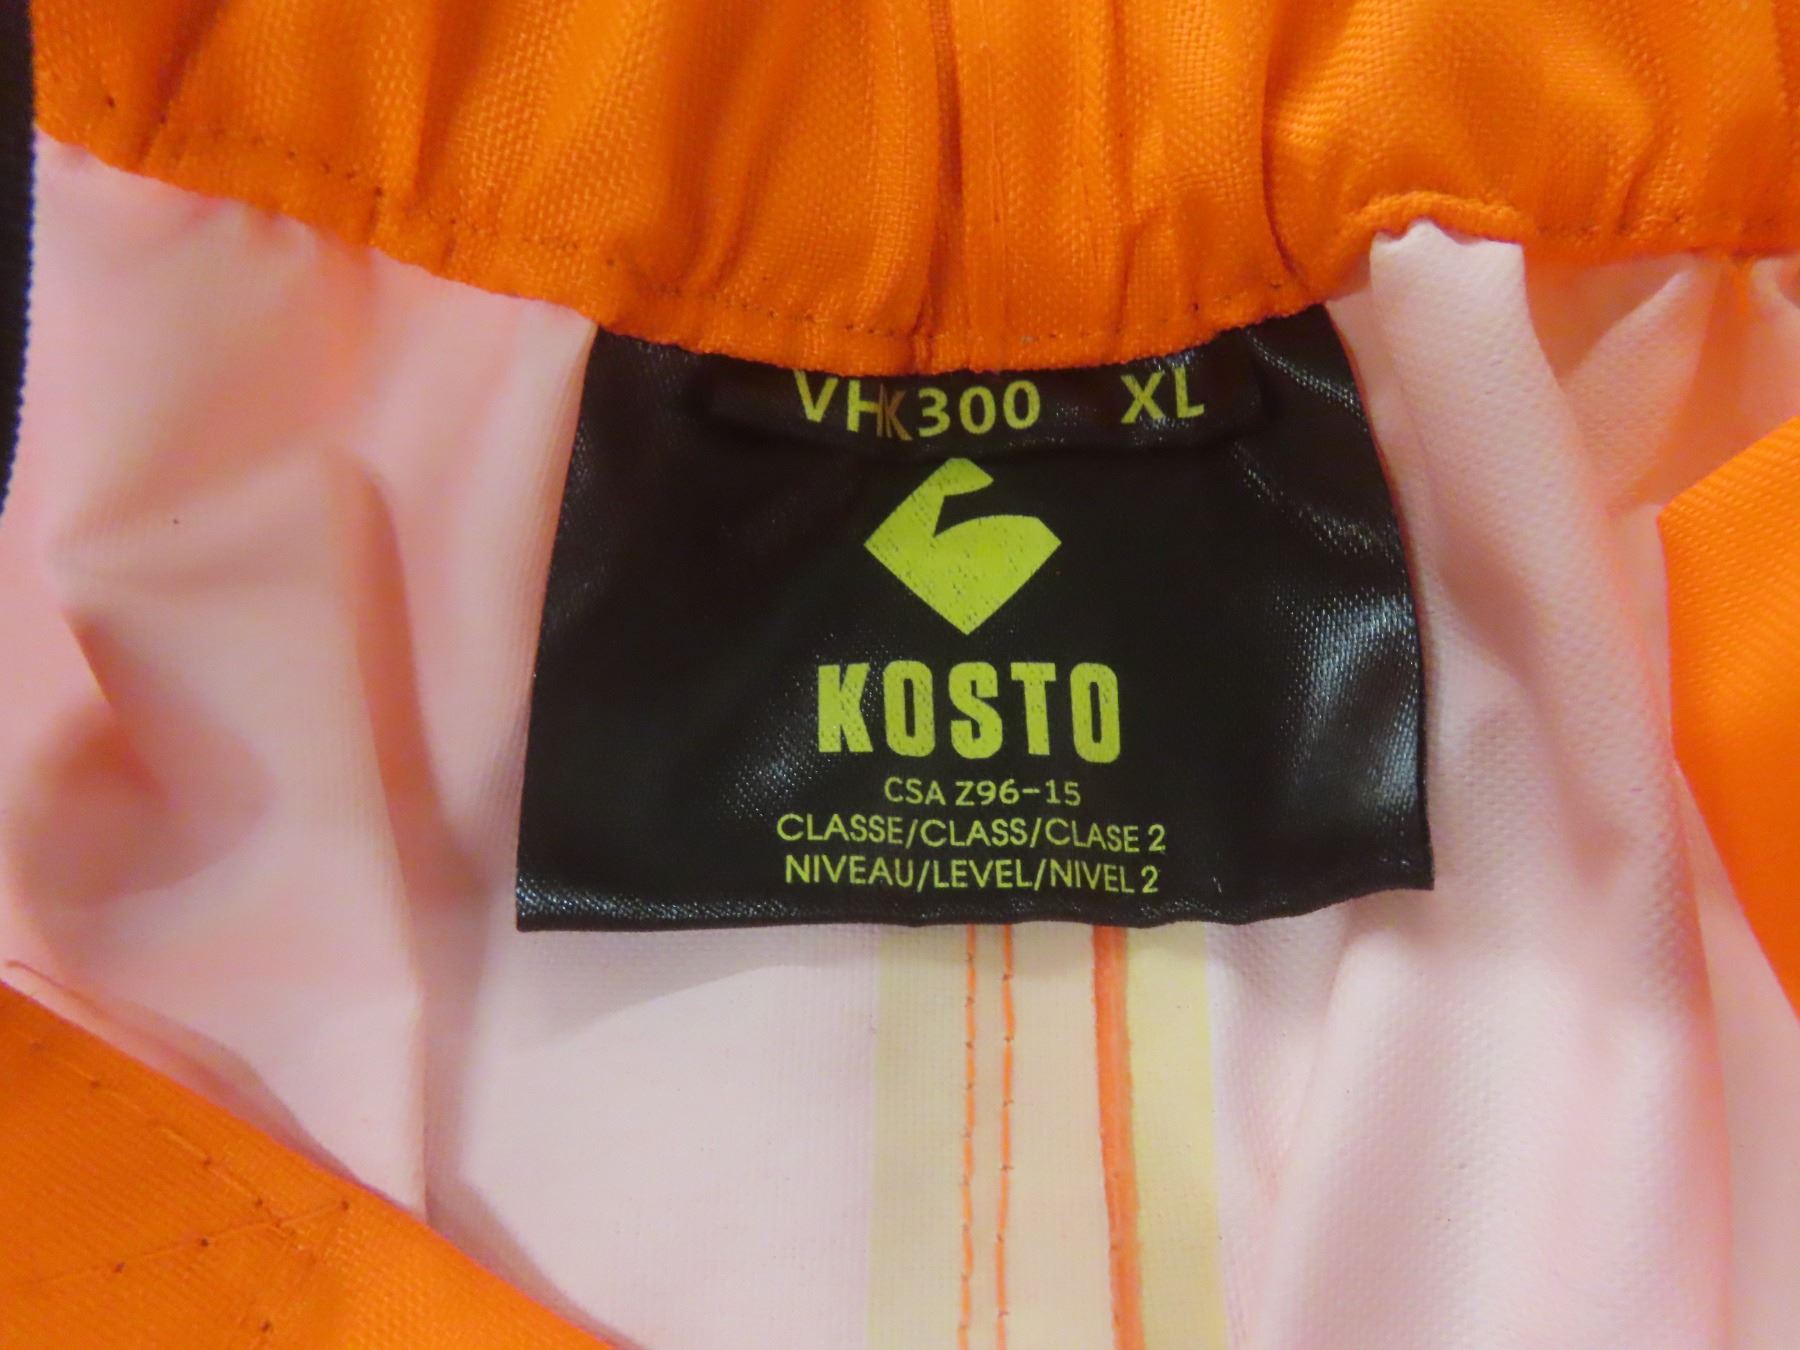 VHK300 XL
KOSTO
CSA Z96-15
CLASSE/CLASS/CLASE 2
NIVEAU/LEVEL/NIVEL 2